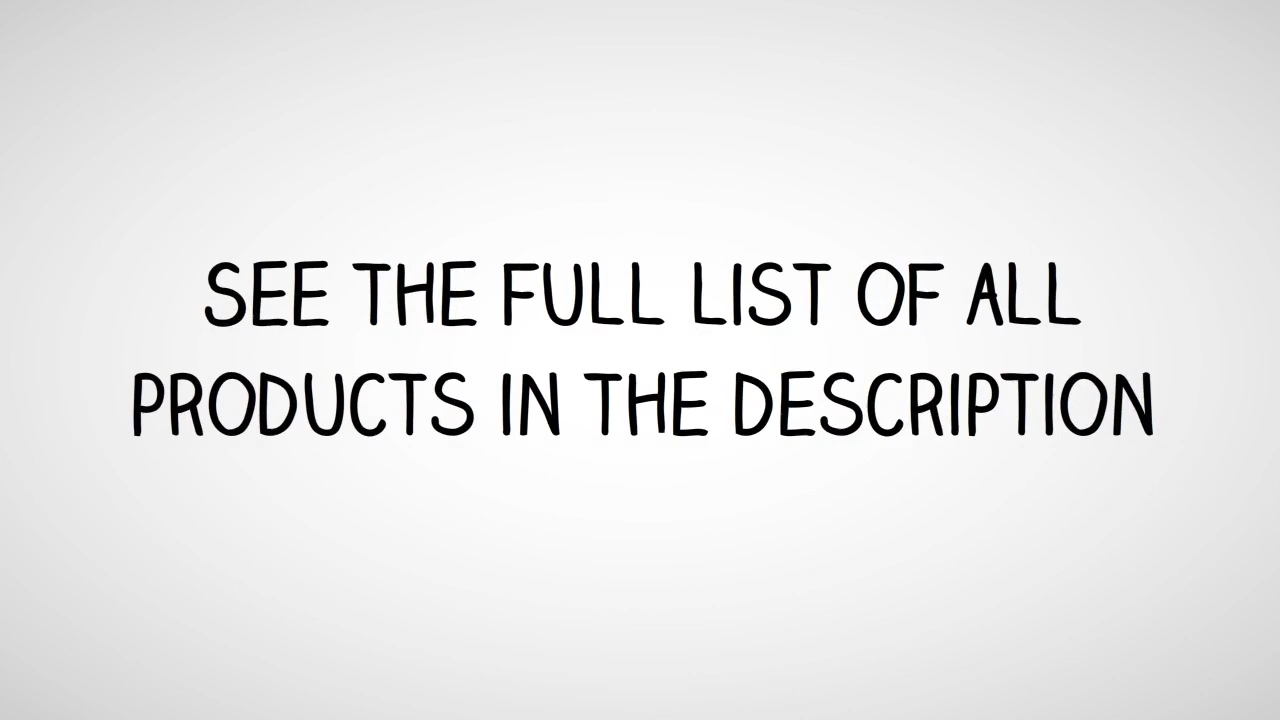 SEE THE FULL LIST OF ALL
PRODUCTS IN THE DESCRIPTION